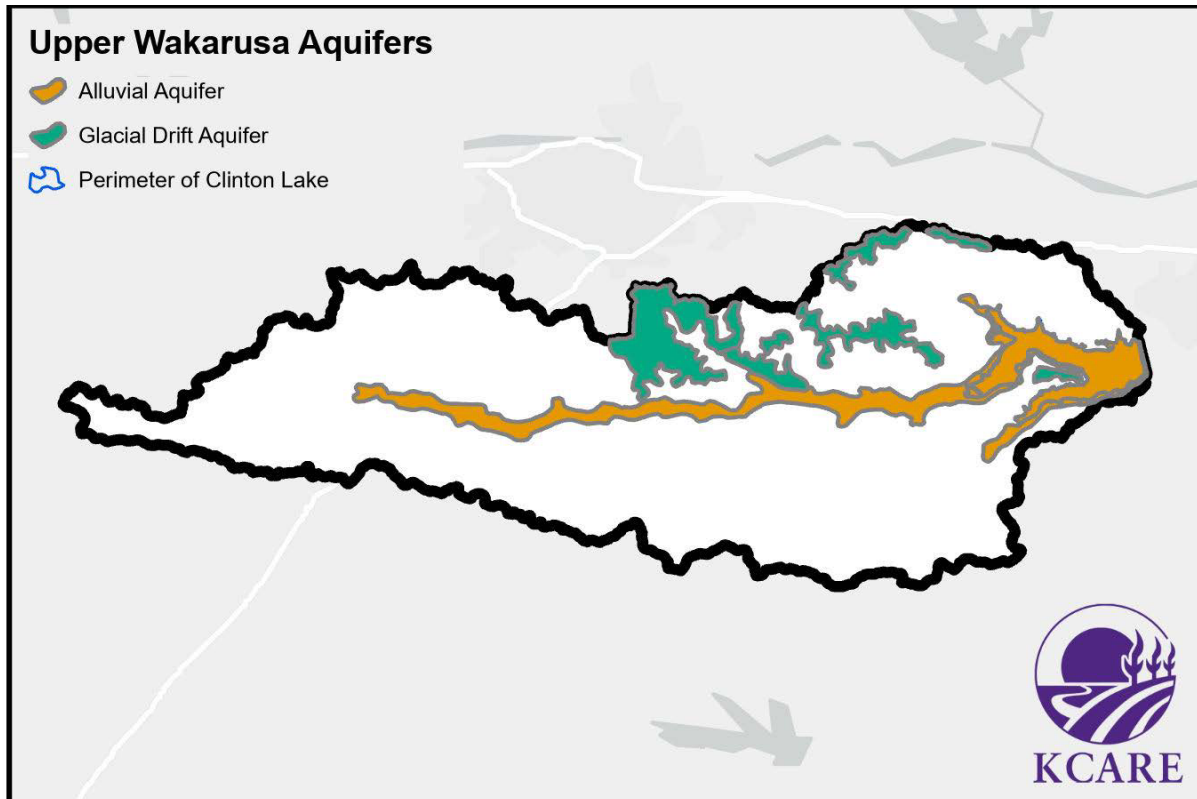 Upper Wakarusa Aquifers
Alluvial Aquifer
Glacial Drift Aquifer
Perimeter of Clinton Lake
KCARE